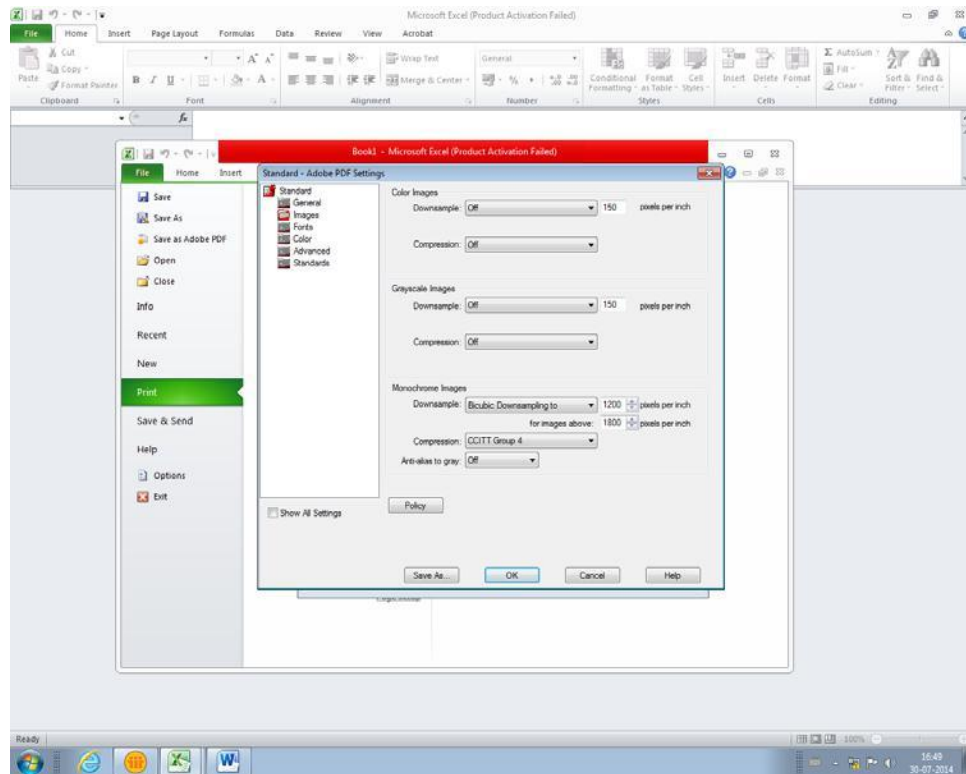 Microsoft Excel (Product Activation Failed)
File Home Insert Page Layout Formulas Data Review View Acrobat
Cut
Copy
Format Painter
Paste
Wrap Text
Merge & Center
General
Conditional Formatting
Format as Table
Cell Styles
Insert Delete Format
AutoSum
Fill
Clear
Sort & Filter
Find & Select
Clipboard Font Alignment Number Styles Cells Editing
fx
Book1 - Microsoft Excel (Product Activation Failed)
File Home Insert
Standard - Adobe PDF Settings
Save
Save As
Save as Adobe PDF
Open
Close
Info
Recent
New
Print
Save & Send
Help
Options
Exit
Standard
General
Images
Fonts
Color
Advanced
Standards
Show All Settings
Color Images
Downsample: Off 150 pixels per inch
Compression: Off
Grayscale Images
Downsample: Off 150 pixels per inch
Compression: Off
Monochrome Images
Downsample: Bicubic Downsampling to 1200 pixels per inch
for images above: 1800 pixels per inch
Compression: CCITT Group 4
Anti-alias to gray: Off
Policy
Save As... OK Cancel Help
Ready
100%
16:49
30-07-2014